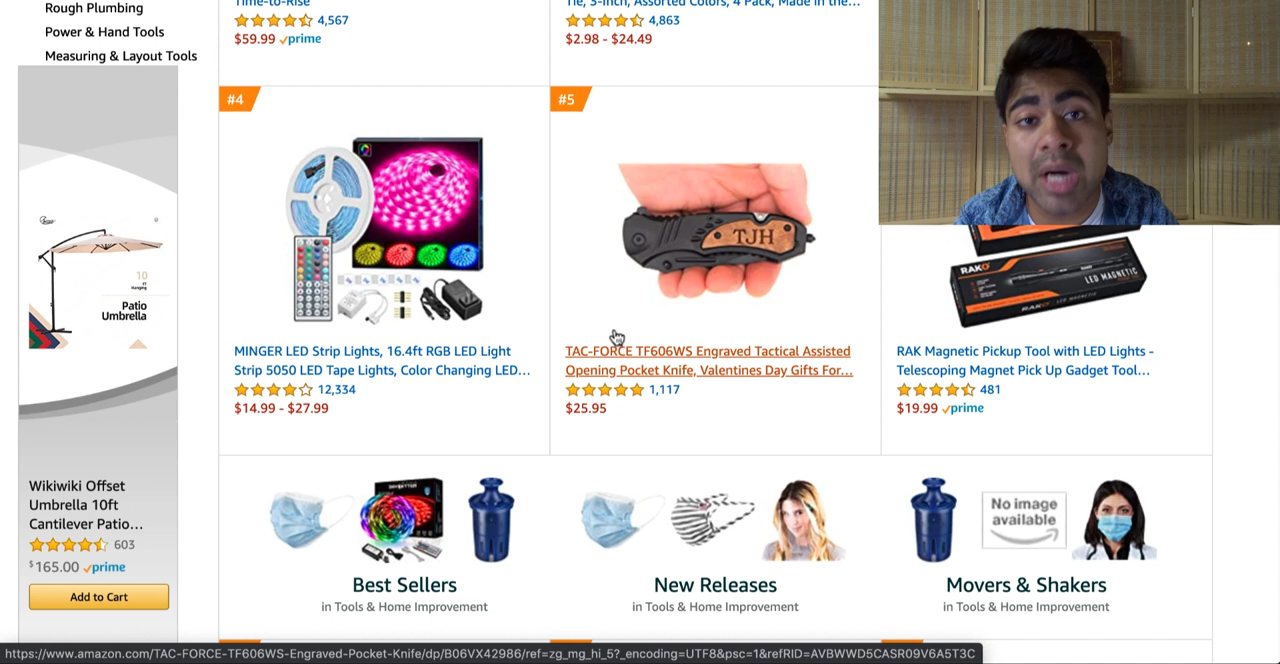 Rough Plumbing
Power & Hand Tools
Measuring & Layout Tools
Time-to-Rise
4,567
$59.99 prime
Tie, 3-Inch, Assorted Colors, 4 Pack, Made in the...
4,863
$2.98 - $24.49
#4
#5
TJH
RAKO
LED MAGNETIC
RAKO
10
Patio
Umbrella
MINGER LED Strip Lights, 16.4ft RGB LED Light
Strip 5050 LED Tape Lights, Color Changing LED...
12,334
$14.99 - $27.99
TAC-FORCE TF606WS Engraved Tactical Assisted
Opening Pocket Knife, Valentines Day Gifts For...
1,117
$25.95
RAK Magnetic Pickup Tool with LED Lights -
Telescoping Magnet Pick Up Gadget Tool...
481
$19.99 prime
Wikiwiki Offset
Umbrella 10ft
Cantilever Patio...
603
$165.00 prime
Add to Cart
No image
available
Best Sellers
in Tools & Home Improvement
New Releases
in Tools & Home Improvement
Movers & Shakers
in Tools & Home Improvement
https://www.amazon.com/TAC-FORCE-TF606WS-Engraved-Pocket-Knife/dp/B06VX42986/ref=zg_mg_hi_5?_encoding=UTF8&psc=1&refRID=AVBWWD5CASR09V6A5T3C